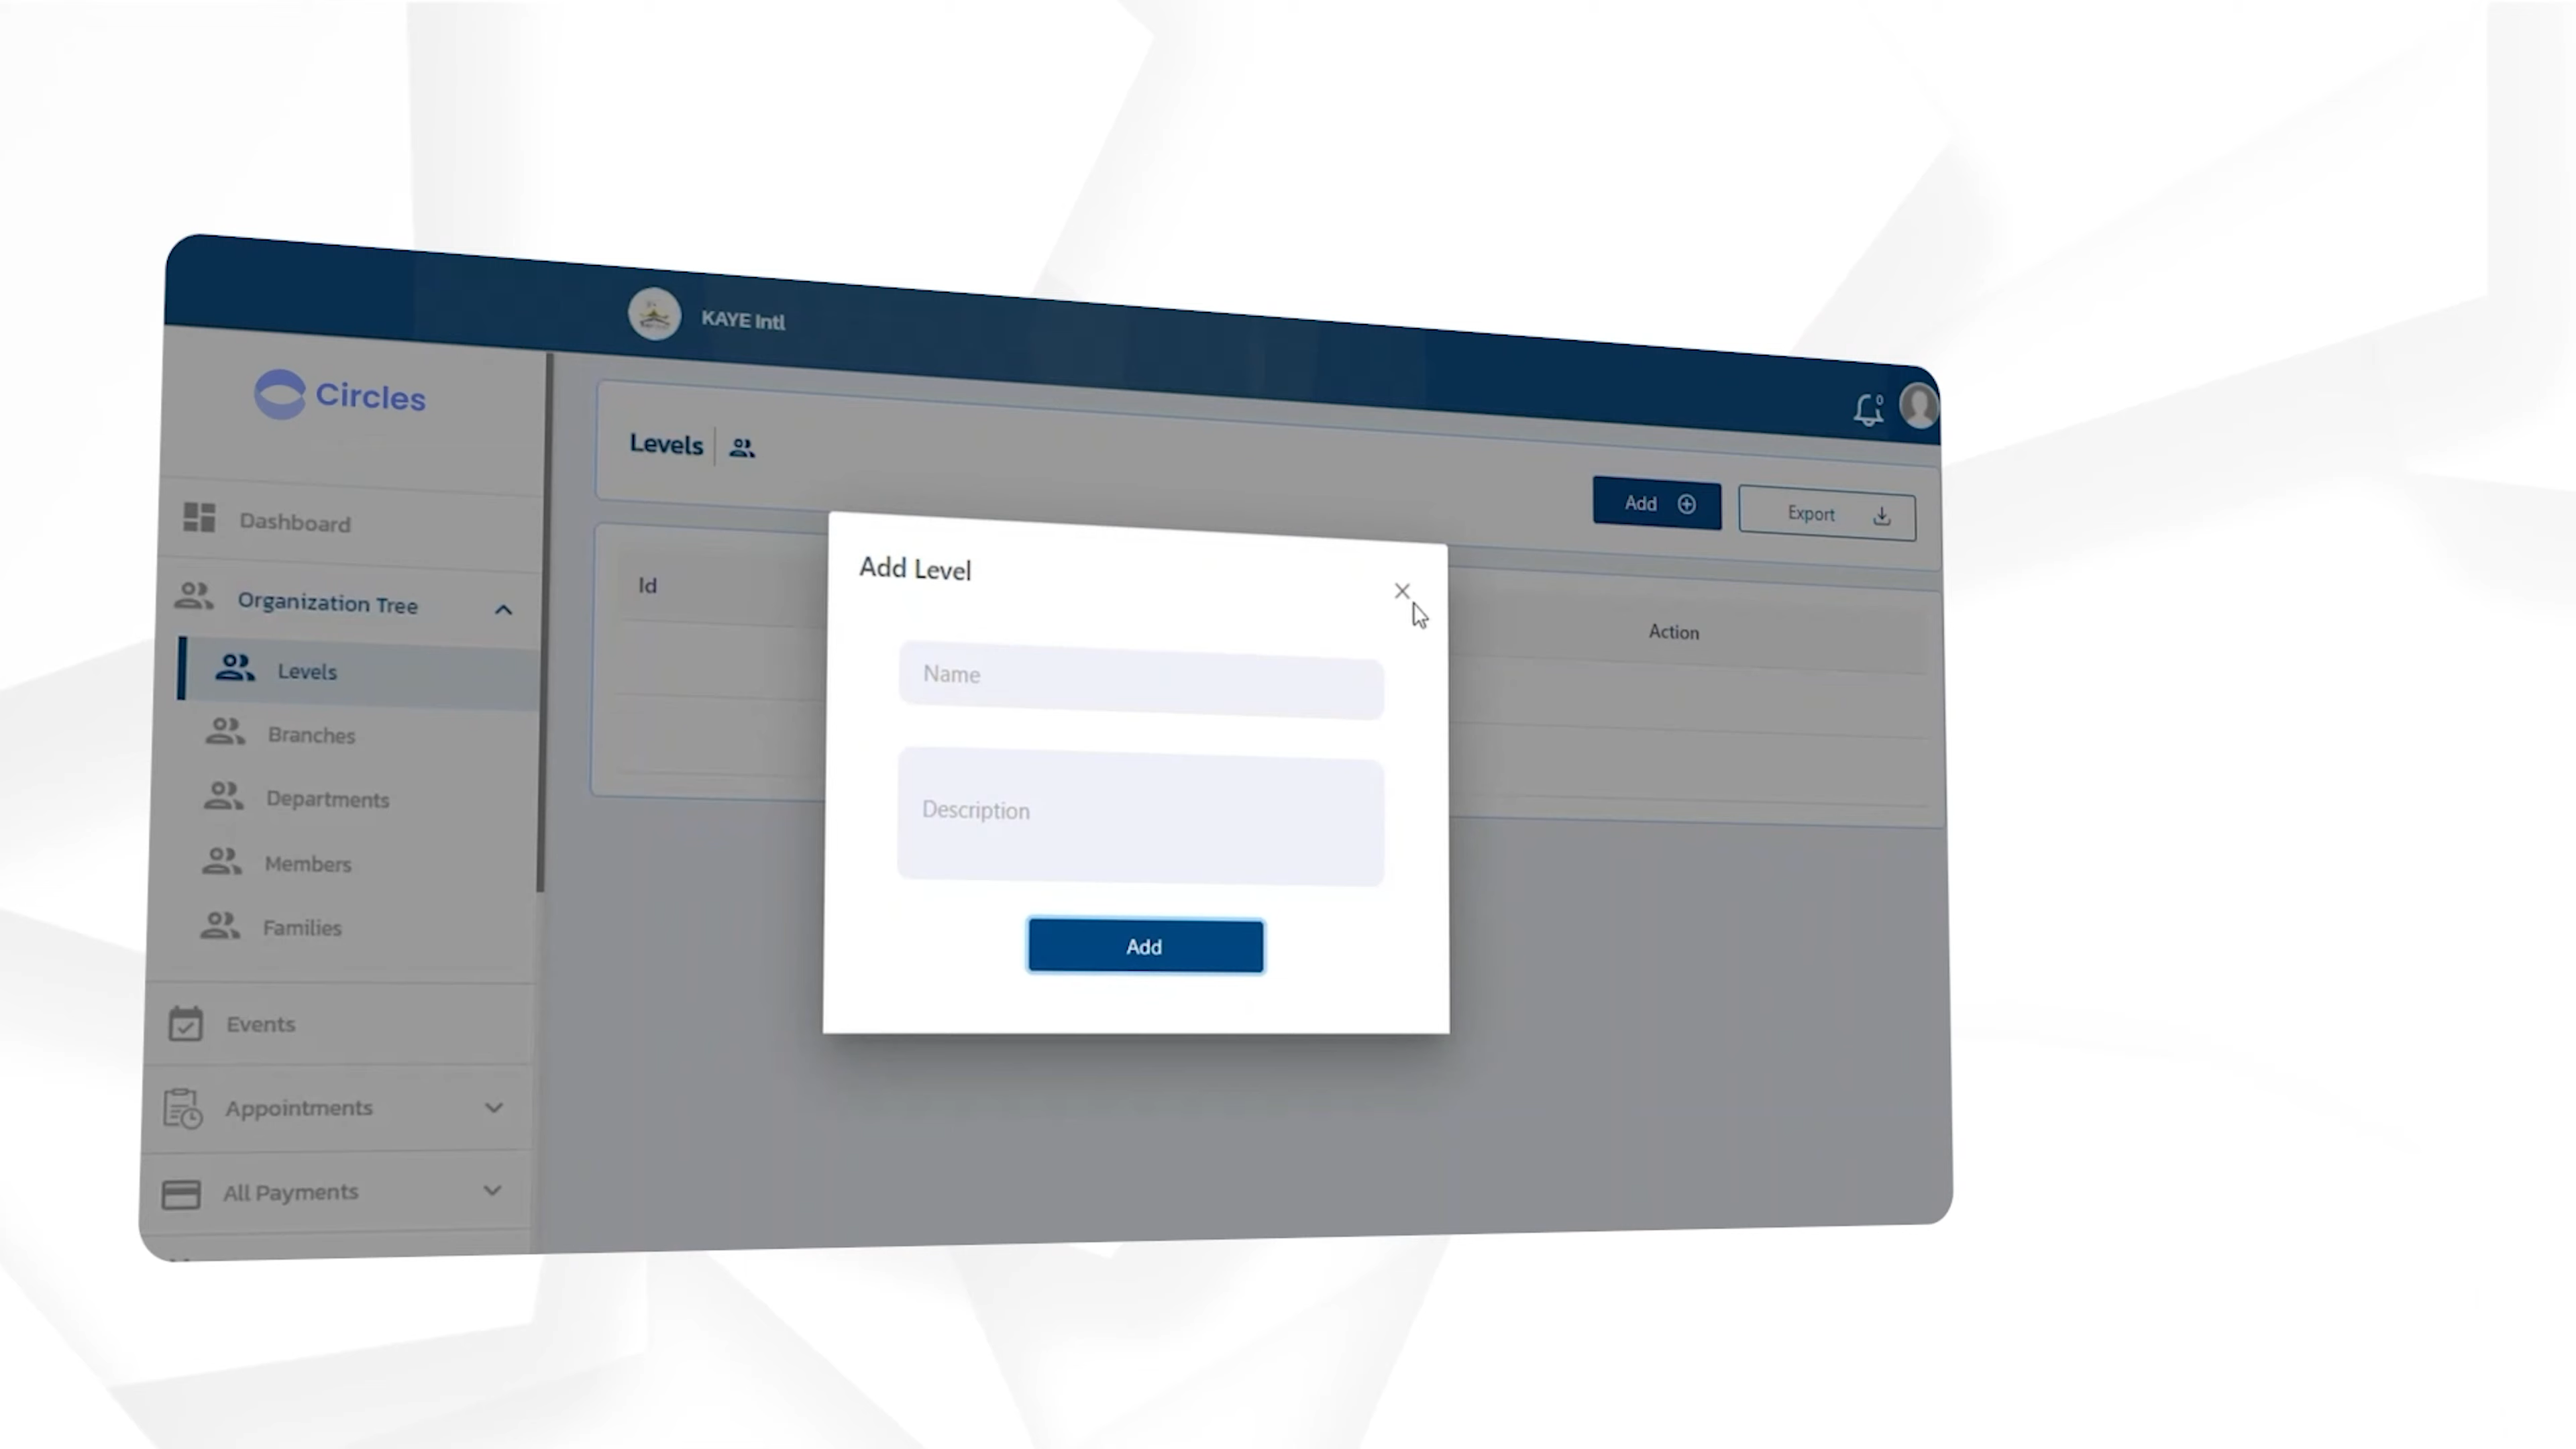 KAYE Intl
0
Circles
Dashboard
Organization Tree
Levels
Branches
Departments
Members
Families
Events
Appointments
All Payments
Levels
Add
Export
Id
Action
Add Level
Name
Description
Add